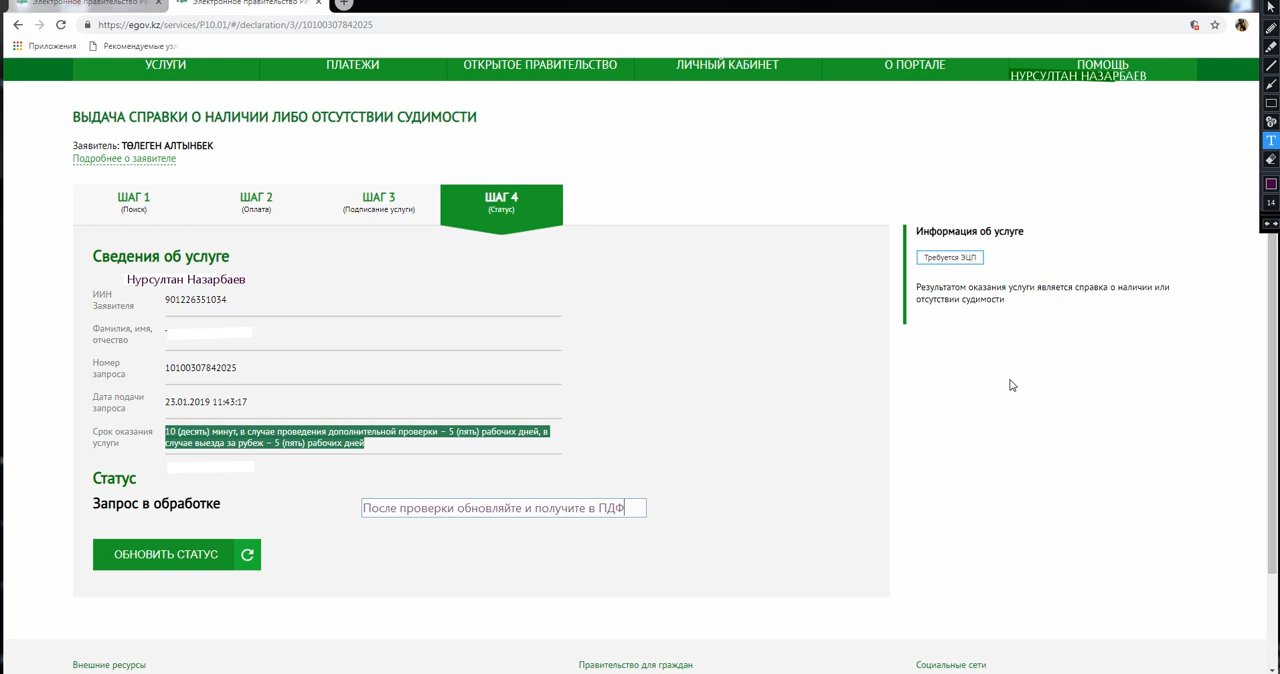 Электронное правительство Ре
Электронное правительство Ре
https://egov.kz/services/P10.01/#/declaration/3//10100307842025
Приложения
Рекомендуемые узл
УСЛУГИ ПЛАТЕЖИ ОТКРЫТОЕ ПРАВИТЕЛЬСТВО ЛИЧНЫЙ КАБИНЕТ О ПОРТАЛЕ ПОМОЩЬ
НУРСУЛТАН НАЗАРБАЕВ
ВЫДАЧА СПРАВКИ О НАЛИЧИИ ЛИБО ОТСУТСТВИИ СУДИМОСТИ
Заявитель: ТӨЛЕГЕН АЛТЫНБЕК
Подробнее о заявителе
ШАГ 1 ШАГ 2 ШАГ 3 ШАГ 4
(Поиск) (Оплата) (Подписание услуги) (Статус)
Сведения об услуге
Нурсултан Назарбаев
ИИН
Заявителя
901226351034
Фамилия, имя,
отчество
Номер
запроса
10100307842025
Дата подачи
запроса
23.01.2019 11:43:17
Срок оказания
услуги
10 (десять) минут, в случае проведения дополнительной проверки – 5 (пять) рабочих дней, в
случае выезда за рубеж – 5 (пять) рабочих дней
Статус
Запрос в обработке
После проверки обновляйте и получите в ПДФ
ОБНОВИТЬ СТАТУС
Информация об услуге
Требуется ЭЦП
Результатом оказания услуги является справка о наличии или
отсутствии судимости
14
Внешние ресурсы Правительство для граждан Социальные сети